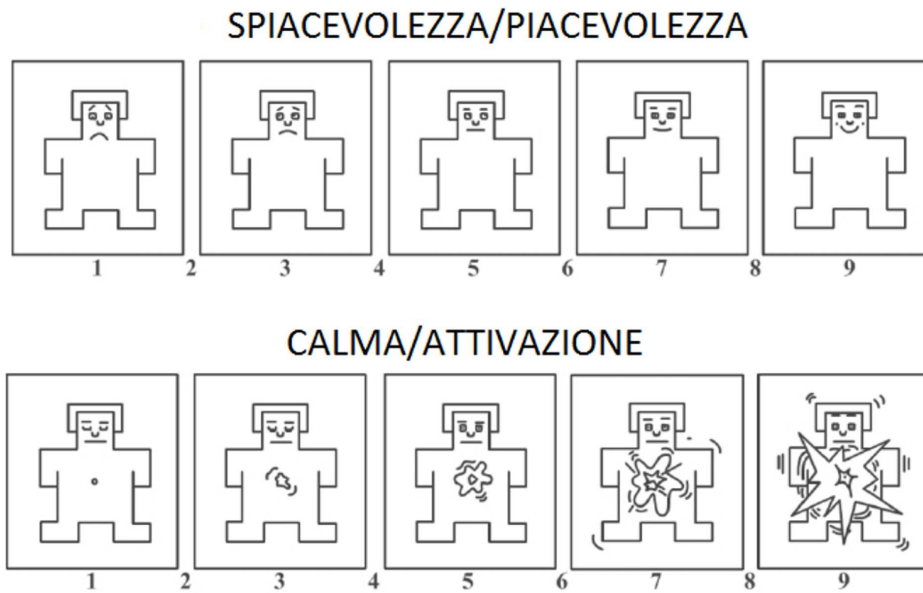 SPIACEVOLEZZA/PIACEVOLEZZA
1 2 3 4 5 6 7 8 9
CALMA/ATTIVAZIONE
1 2 3 4 5 6 7 8 9